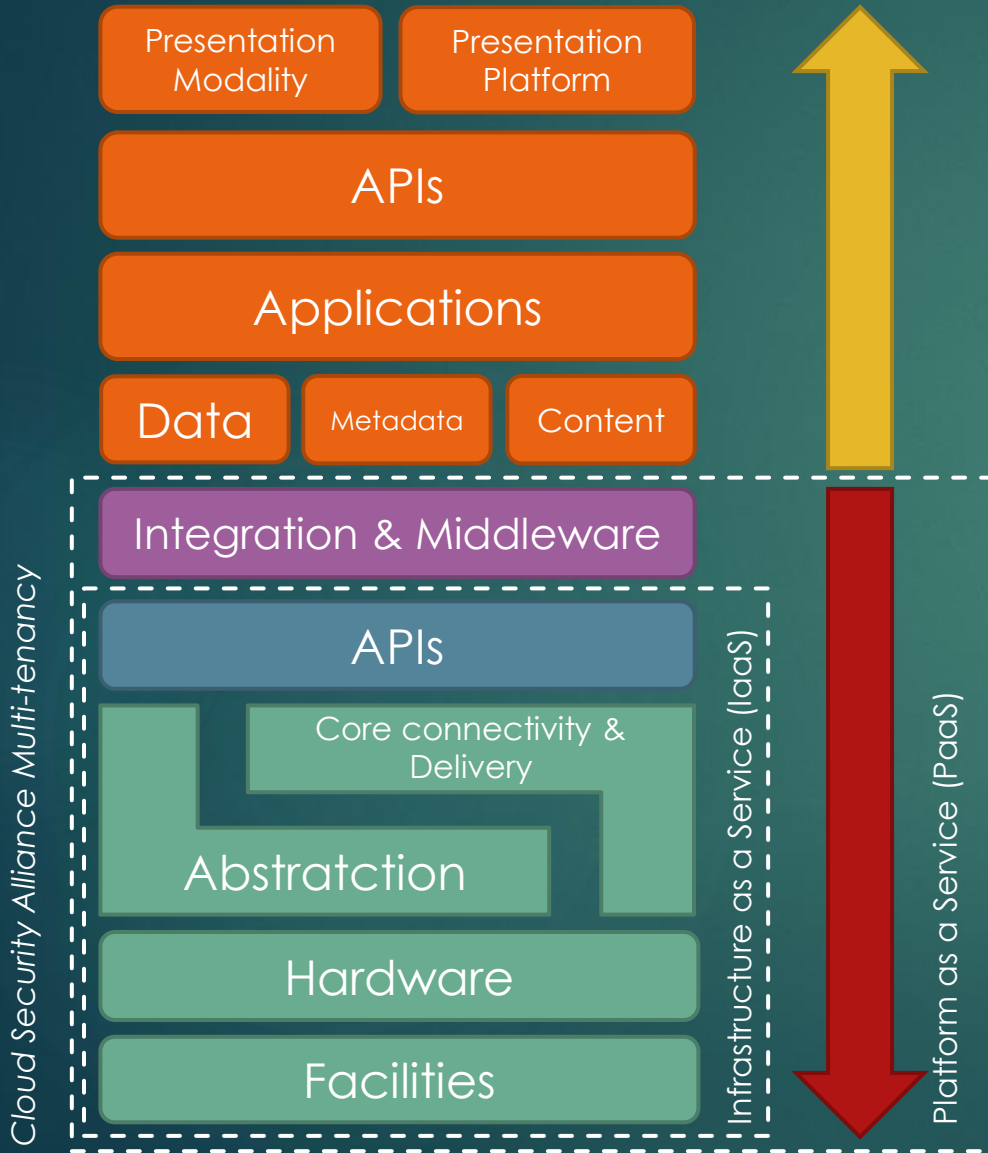 Presentation
Modality
Presentation
Platform
APIs
Applications
Data
Metadata
Content
Integration & Middleware
APIs
Core connectivity &
Delivery
Abstratction
Hardware
Facilities
Cloud Security Alliance Multi-tenancy
Infrastructure as a Service (IaaS)
Platform as a Service (PaaS)